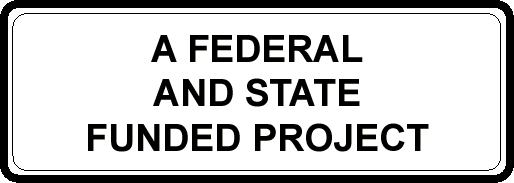 A FEDERAL
AND STATE
FUNDED PROJECT